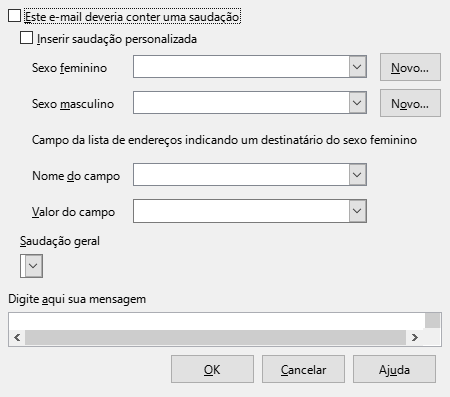 Este e-mail deveria conter uma saudação
Inserir saudação personalizada
Sexo feminino
Novo...
Sexo masculino
Novo...
Campo da lista de endereços indicando um destinatário do sexo feminino
Nome do campo
Valor do campo
Saudação geral
Digite aqui sua mensagem
OK Cancelar Ajuda